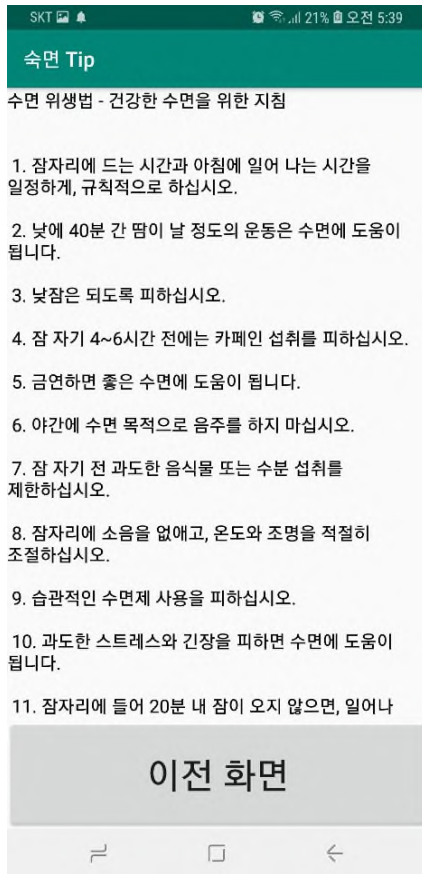 SKT 21% 오전 5:39
숙면 Tip
수면 위생법 - 건강한 수면을 위한 지침
1. 잠자리에 드는 시간과 아침에 일어 나는 시간을
일정하게, 규칙적으로 하십시오.
2. 낮에 40분 간 땀이 날 정도의 운동은 수면에 도움이
됩니다.
3. 낮잠은 되도록 피하십시오.
4. 잠 자기 4~6시간 전에는 카페인 섭취를 피하십시오.
5. 금연하면 좋은 수면에 도움이 됩니다.
6. 야간에 수면 목적으로 음주를 하지 마십시오.
7. 잠 자기 전 과도한 음식물 또는 수분 섭취를
제한하십시오.
8. 잠자리에 소음을 없애고, 온도와 조명을 적절히
조절하십시오.
9. 습관적인 수면제 사용을 피하십시오.
10. 과도한 스트레스와 긴장을 피하면 수면에 도움이
됩니다.
11. 잠자리에 들어 20분 내 잠이 오지 않으면, 일어나
이전 화면